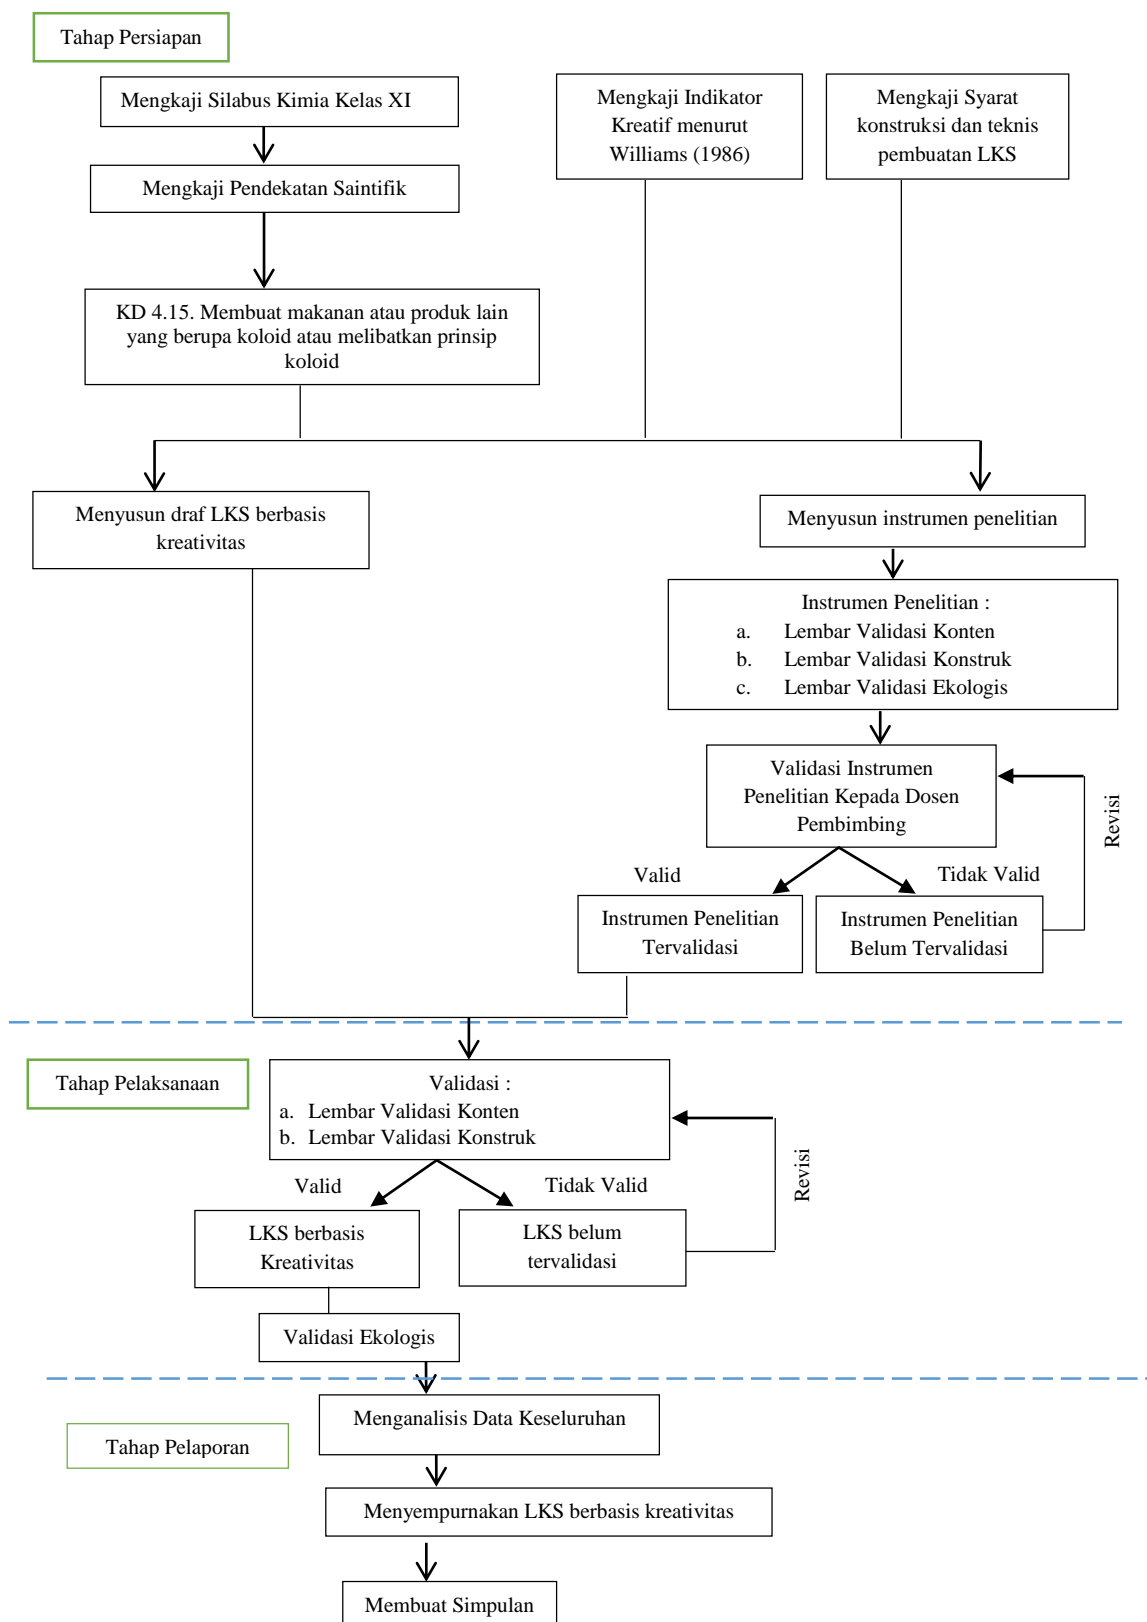 Tahap Persiapan
Mengkaji Silabus Kimia Kelas XI
Mengkaji Indikator
Kreatif menurut
Williams (1986)
Mengkaji Syarat
konstruksi dan teknis
pembuatan LKS
Mengkaji Pendekatan Saintifik
KD 4.15. Membuat makanan atau produk lain
yang berupa koloid atau melibatkan prinsip
koloid
Menyusun draf LKS berbasis
kreativitas
Menyusun instrumen penelitian
Instrumen Penelitian :
a. Lembar Validasi Konten
b. Lembar Validasi Konstruk
c. Lembar Validasi Ekologis
Validasi Instrumen
Penelitian Kepada Dosen
Pembimbing
Revisi
Valid
Tidak Valid
Instrumen Penelitian
Tervalidasi
Instrumen Penelitian
Belum Tervalidasi
Tahap Pelaksanaan
Validasi :
a. Lembar Validasi Konten
b. Lembar Validasi Konstruk
Revisi
Valid
Tidak Valid
LKS berbasis
Kreativitas
LKS belum
tervalidasi
Validasi Ekologis
Menganalisis Data Keseluruhan
Tahap Pelaporan
Menyempurnakan LKS berbasis kreativitas
Membuat Simpulan